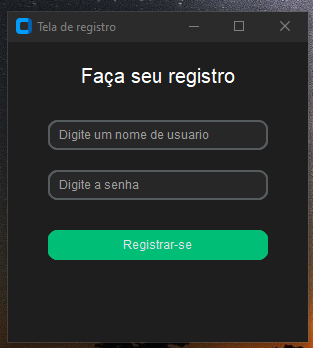 Tela de registro
Faça seu registro
Digite um nome de usuario
Digite a senha
Registrar-se